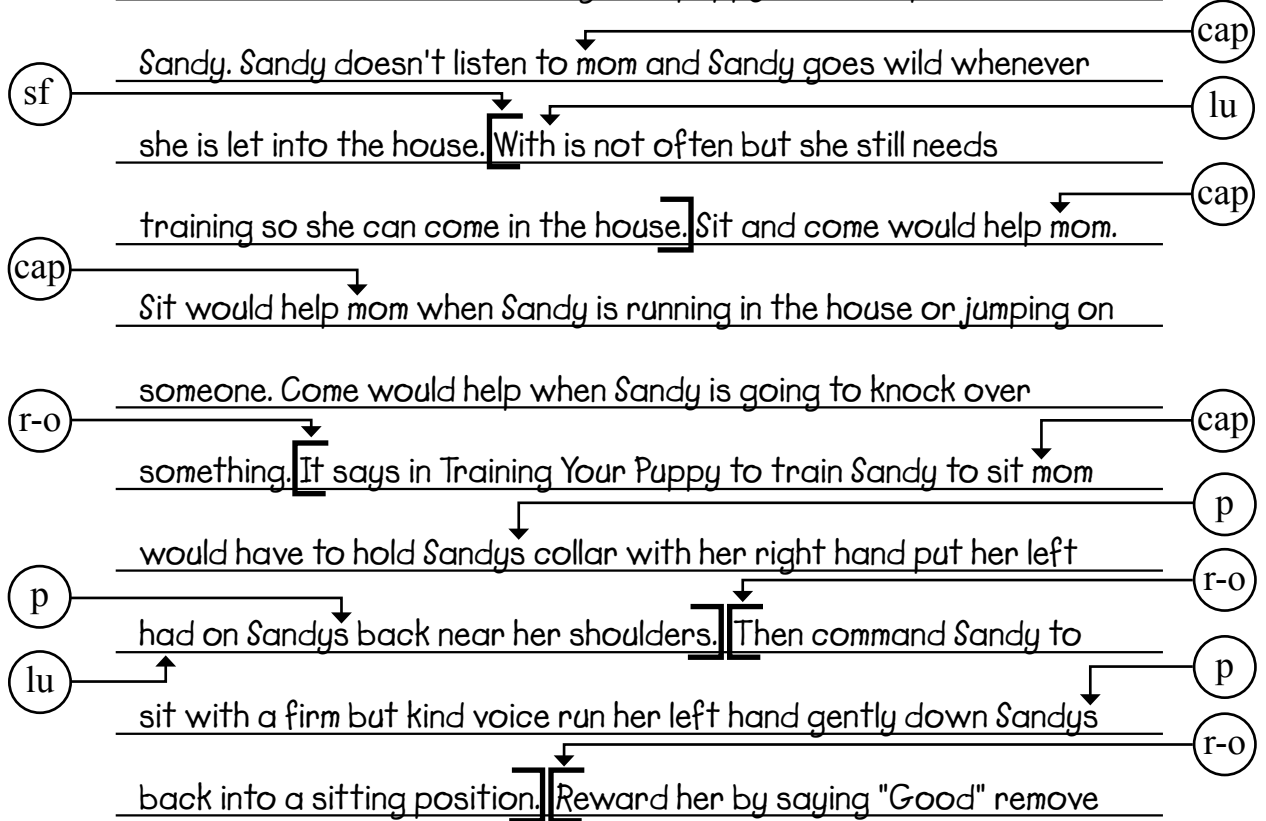 cap
Sandy. Sandy doesn't listen to mom and Sandy goes wild whenever
sf
lu
she is let into the house. With is not often but she still needs
cap
training so she can come in the house. Sit and come would help mom.
cap
Sit would help mom when Sandy is running in the house or jumping on
someone. Come would help when Sandy is going to knock over
r-o
cap
something. It says in Training Your Puppy to train Sandy to sit mom
p
would have to hold Sandys collar with her right hand put her left
p
r-o
had on Sandys back near her shoulders. Then command Sandy to
lu
p
sit with a firm but kind voice run her left hand gently down Sandys
r-o
back into a sitting position. Reward her by saying "Good" remove